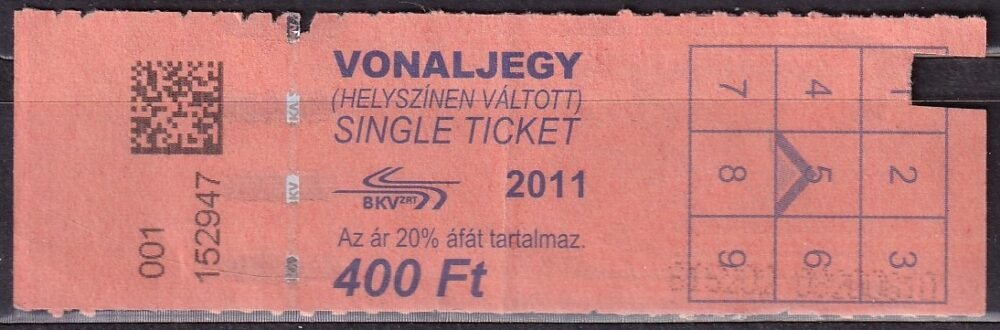 001
152947
VONALJEGY
(HELYSZÍNEN VÁLTOTT)
SINGLE TICKET
BKV ZRT 2011
Az ár 20% áfát tartalmaz.
400 Ft
1 2 3
4 5 6
7 8 9
KV